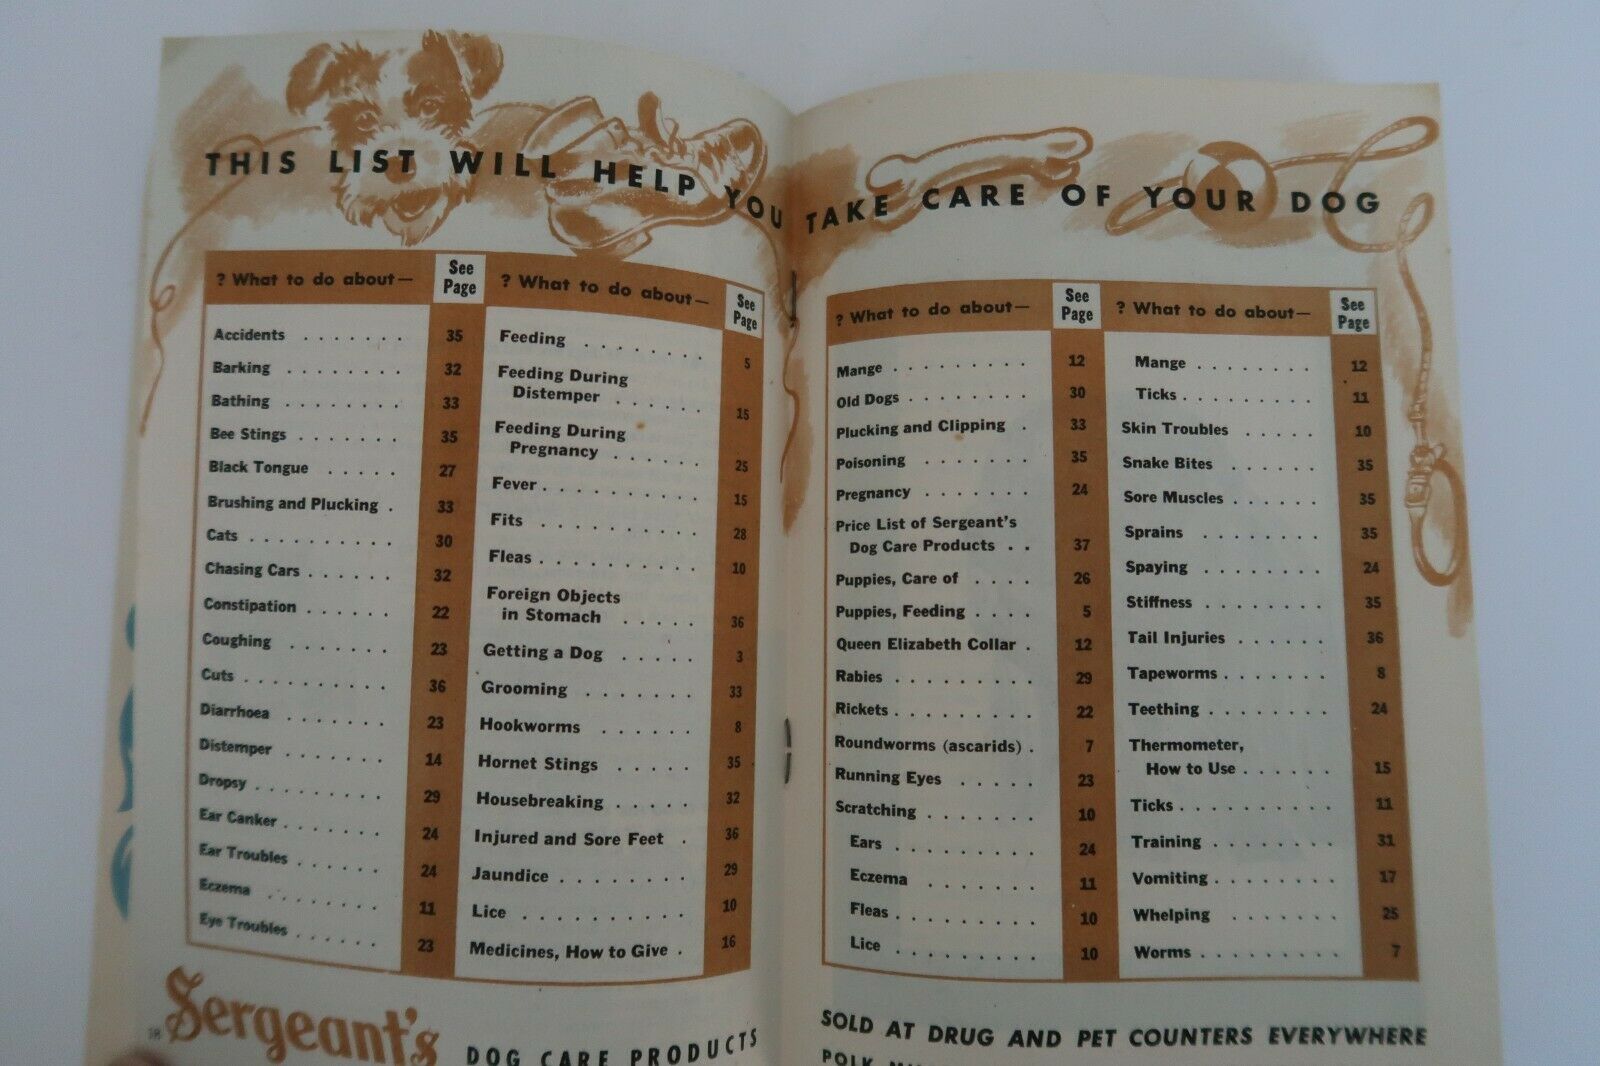 THIS LIST WILL HELP YOU TAKE CARE OF YOUR DOG
? What to do about— See Page
Accidents . . . . . . . 35
Barking . . . . . . . . 32
Bathing . . . . . . . . 33
Bee Stings . . . . . . . 35
Black Tongue . . . . . 27
Brushing and Plucking . 33
Cats . . . . . . . . . . 30
Chasing Cars . . . . . . 32
Constipation . . . . . . 22
Coughing . . . . . . . 23
Cuts . . . . . . . . . . 36
Diarrhoea . . . . . . . 23
Distemper . . . . . . . 14
Dropsy . . . . . . . . . 29
Ear Canker . . . . . . . 24
Ear Troubles . . . . . . 24
Eczema . . . . . . . . 11
Eye Troubles . . . . . . 23
? What to do about— See Page
Feeding . . . . . . . . 5
Feeding During
Distemper . . . . . . 15
Feeding During
Pregnancy . . . . . . 25
Fever . . . . . . . . . . 15
Fits . . . . . . . . . . 28
Fleas . . . . . . . . . . 10
Foreign Objects
in Stomach . . . . . 36
Getting a Dog . . . . . 3
Grooming . . . . . . . 33
Hookworms . . . . . . 8
Hornet Stings . . . . . 35
Housebreaking . . . . . 32
Injured and Sore Feet . 36
Jaundice . . . . . . . . 29
Lice . . . . . . . . . . 10
Medicines, How to Give . 16
? What to do about— See Page
Mange . . . . . . . . . 12
Old Dogs . . . . . . . . 30
Plucking and Clipping . 33
Poisoning . . . . . . . 35
Pregnancy . . . . . . . 24
Price List of Sergeant's
Dog Care Products . . 37
Puppies, Care of . . . . 26
Puppies, Feeding . . . . 5
Queen Elizabeth Collar . 12
Rabies . . . . . . . . . 29
Rickets . . . . . . . . . 22
Roundworms (ascarids) . 7
Running Eyes . . . . . 23
Scratching . . . . . . . 10
Ears . . . . . . . . . 24
Eczema . . . . . . . 11
Fleas . . . . . . . . . 10
Lice . . . . . . . . . 10
? What to do about— See Page
Mange . . . . . . . . 12
Ticks . . . . . . . . . 11
Skin Troubles . . . . . 10
Snake Bites . . . . . . 35
Sore Muscles . . . . . . 35
Sprains . . . . . . . . 35
Spaying . . . . . . . . 24
Stiffness . . . . . . . . 35
Tail Injuries . . . . . . 36
Tapeworms . . . . . . . 8
Teething . . . . . . . . 24
Thermometer,
How to Use . . . . . . 15
Ticks . . . . . . . . . . 11
Training . . . . . . . . 31
Vomiting . . . . . . . . 17
Whelping . . . . . . . 25
Worms . . . . . . . . . 7
18
Sergeant's DOG CARE PRODUCTS
SOLD AT DRUG AND PET COUNTERS EVERYWHERE
POLK